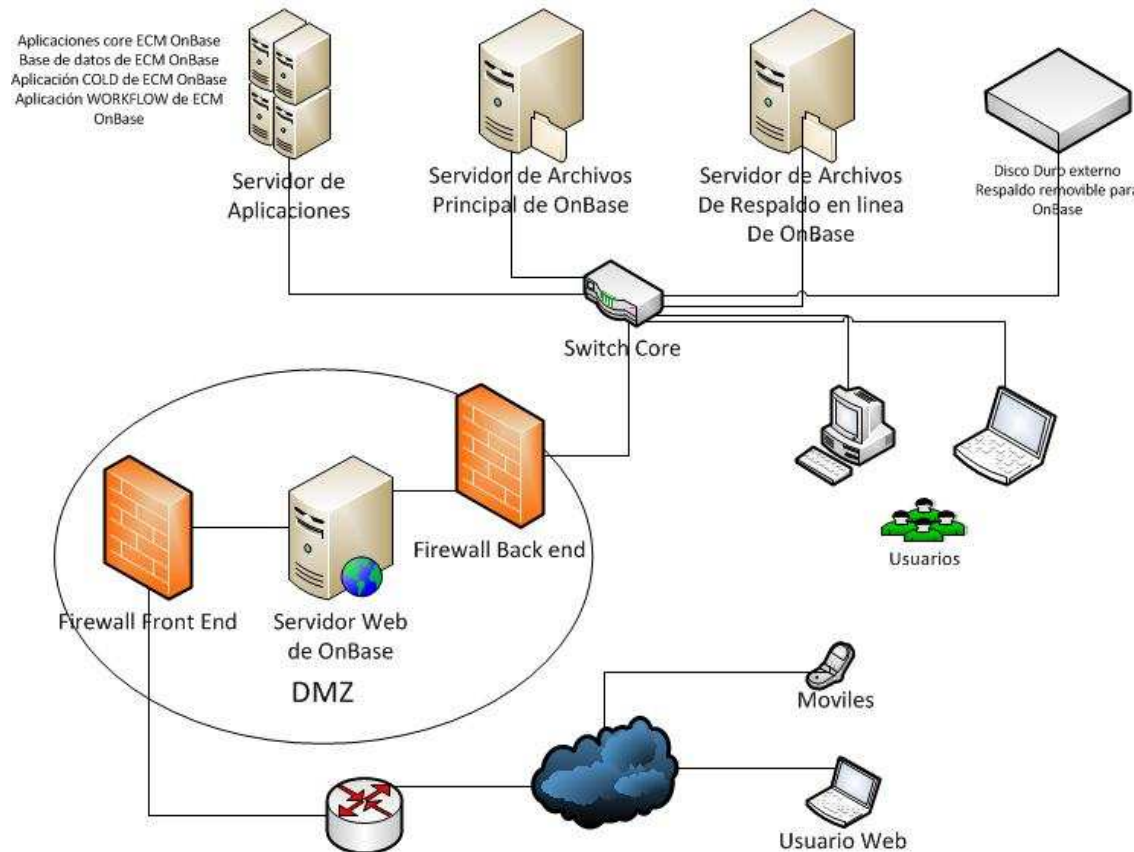 Aplicaciones core ECM OnBase
Base de datos de ECM OnBase
Aplicación COLD de ECM OnBase
Aplicación WORKFLOW de ECM
OnBase
Servidor de
Aplicaciones
Servidor de Archivos
Principal de OnBase
Servidor de Archivos
De Respaldo en linea
De OnBase
Disco Duro externo
Respaldo removible para
OnBase
Switch Core
Usuarios
Firewall Back end
Firewall Front End
Servidor Web
de OnBase
DMZ
Moviles
Usuario Web